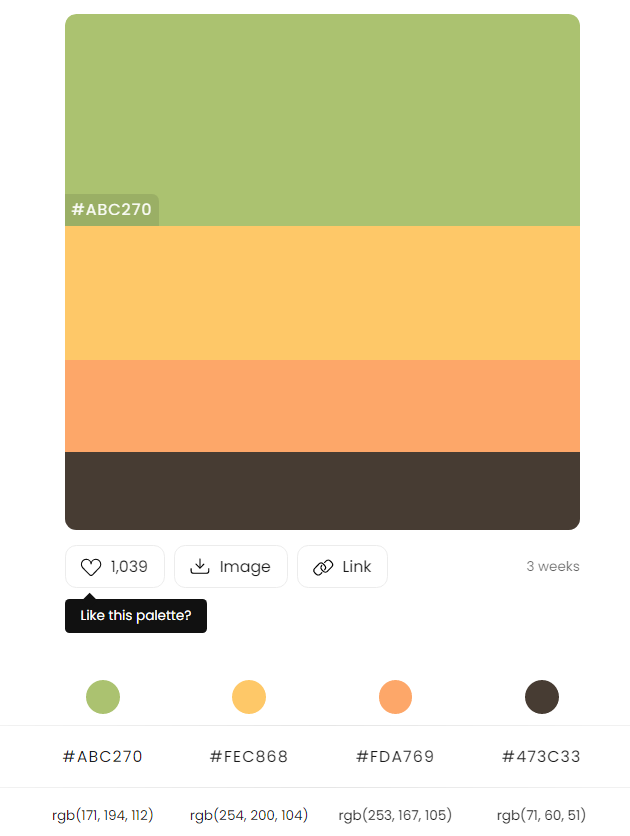 #ABC270
1,039 Image Link 3 weeks
Like this palette?
#ABC270 #FEC868 #FDA769 #473C33
rgb(171, 194, 112) rgb(254, 200, 104) rgb(253, 167, 105) rgb(71, 60, 51)